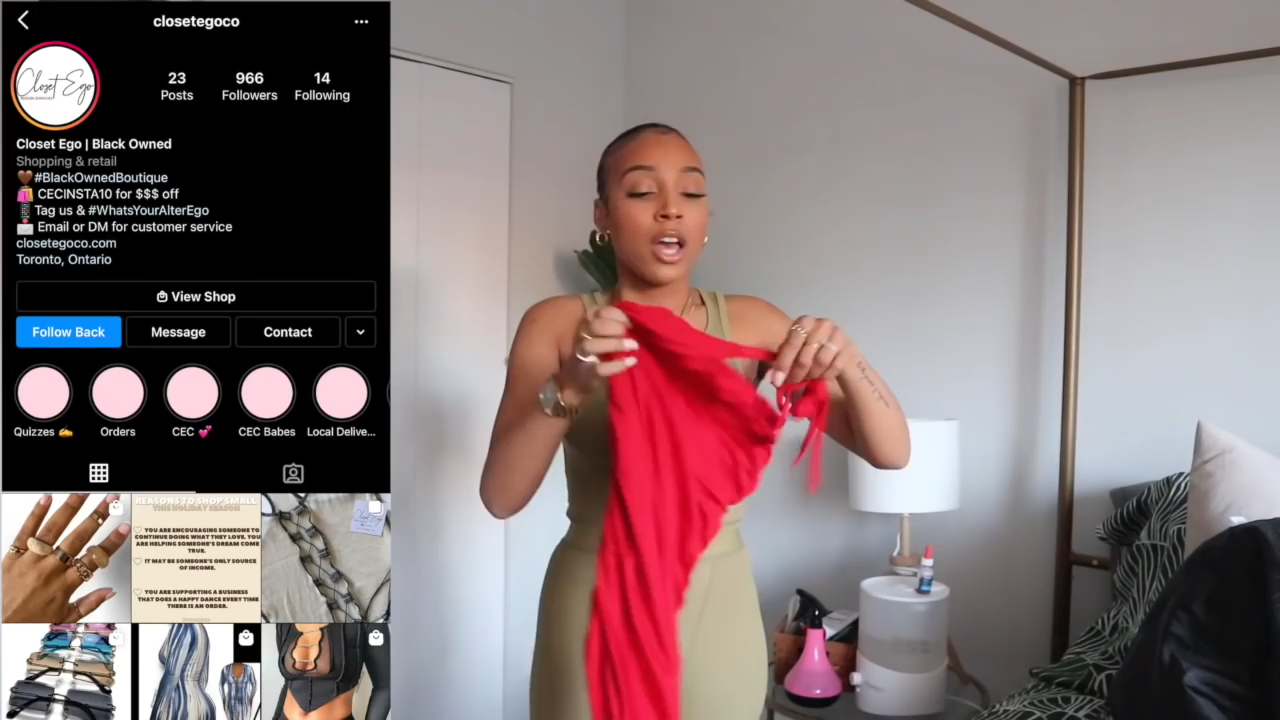 closetegoco
Closet Ego
23 966 14
Posts Followers Following
Closet Ego | Black Owned
Shopping & retail
🤎#BlackOwnedBoutique
🛍️ CECINSTA10 for $$$ off
📱 Tag us & #WhatsYourAlterEgo
📩 Email or DM for customer service
closetegoco.com
Toronto, Ontario
View Shop
Follow Back Message Contact
Quizzes ✍️ Orders CEC 💕 CEC Babes Local Delive...
REASONS TO SHOP SMALL
THIS HOLIDAY SEASON
YOU ARE ENCOURAGING SOMEONE TO
CONTINUE DOING WHAT THEY LOVE. YOU
ARE HELPING SOMEONE'S DREAM COME
TRUE.
IT MAY BE SOMEONE'S ONLY SOURCE
OF INCOME.
YOU ARE SUPPORTING A BUSINESS
THAT DOES A HAPPY DANCE EVERY TIME
THERE IS AN ORDER.
Closet Ego